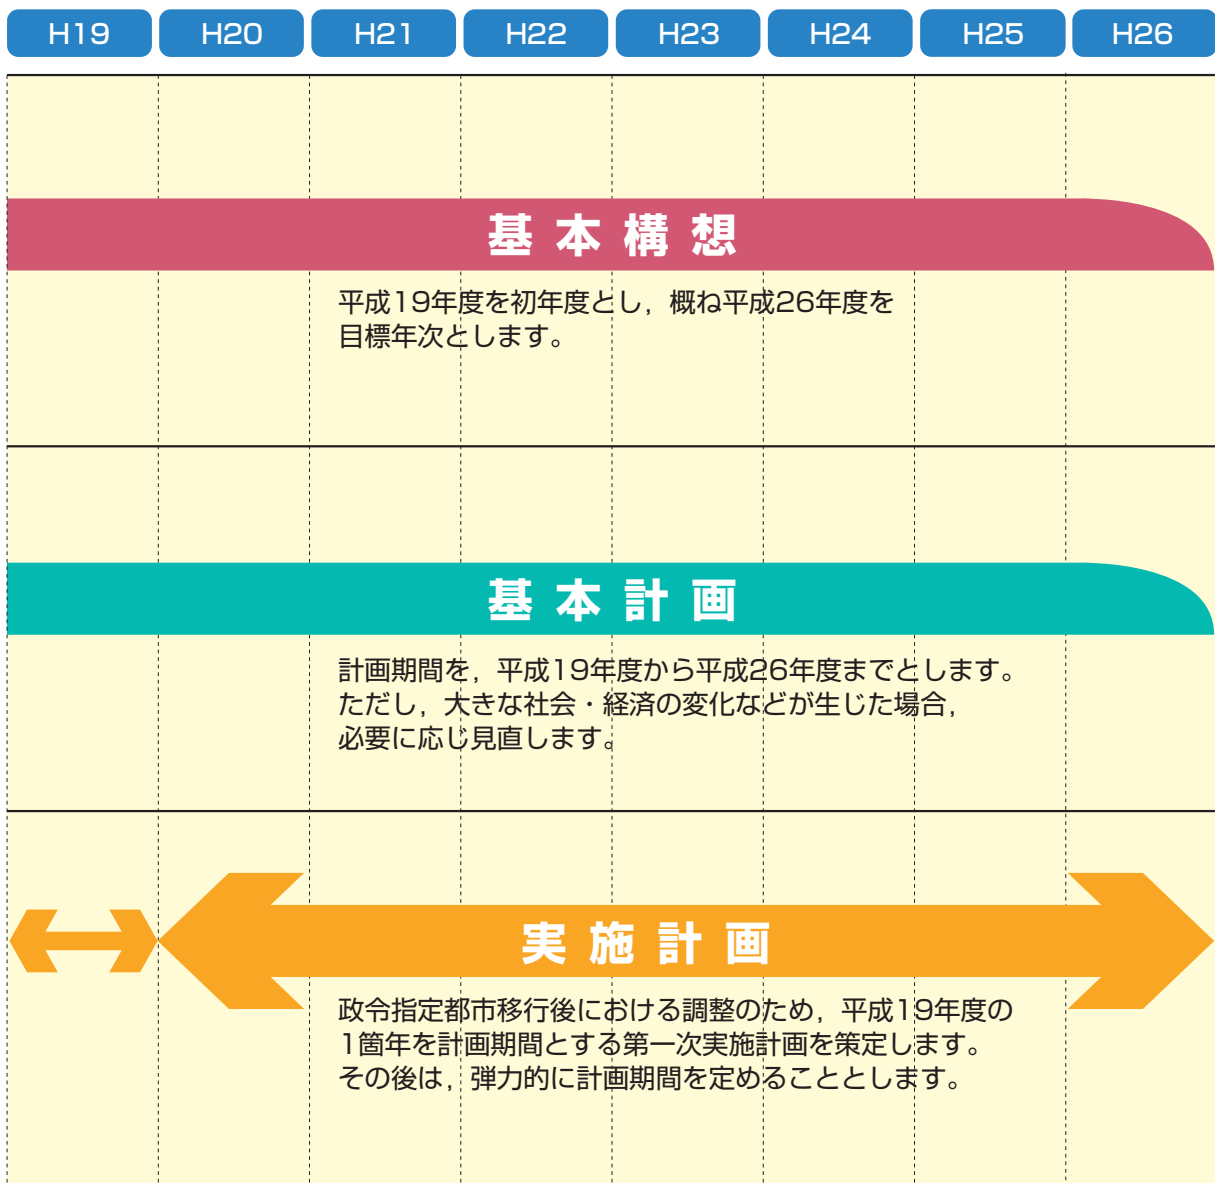 H19 H20 H21 H22 H23 H24 H25 H26
基本構想
平成19年度を初年度とし，概ね平成26年度を
目標年次とします。
基本計画
計画期間を，平成19年度から平成26年度までとします。
ただし，大きな社会・経済の変化などが生じた場合，
必要に応じ見直します。
実施計画
政令指定都市移行後における調整のため，平成19年度の
1箇年を計画期間とする第一次実施計画を策定します。
その後は，弾力的に計画期間を定めることとします。